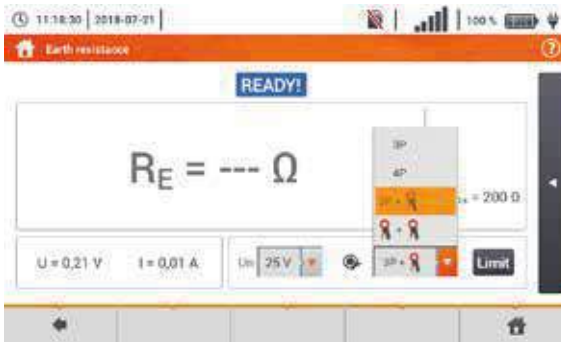 11:18:30 2018-07-21 100 %
Earth resistance
READY!
3P
4P
RE = --- Ω
3P +
= 200 Ω
+
U = 0,21 V I = 0,01 A Un 25 V 3P + Limit